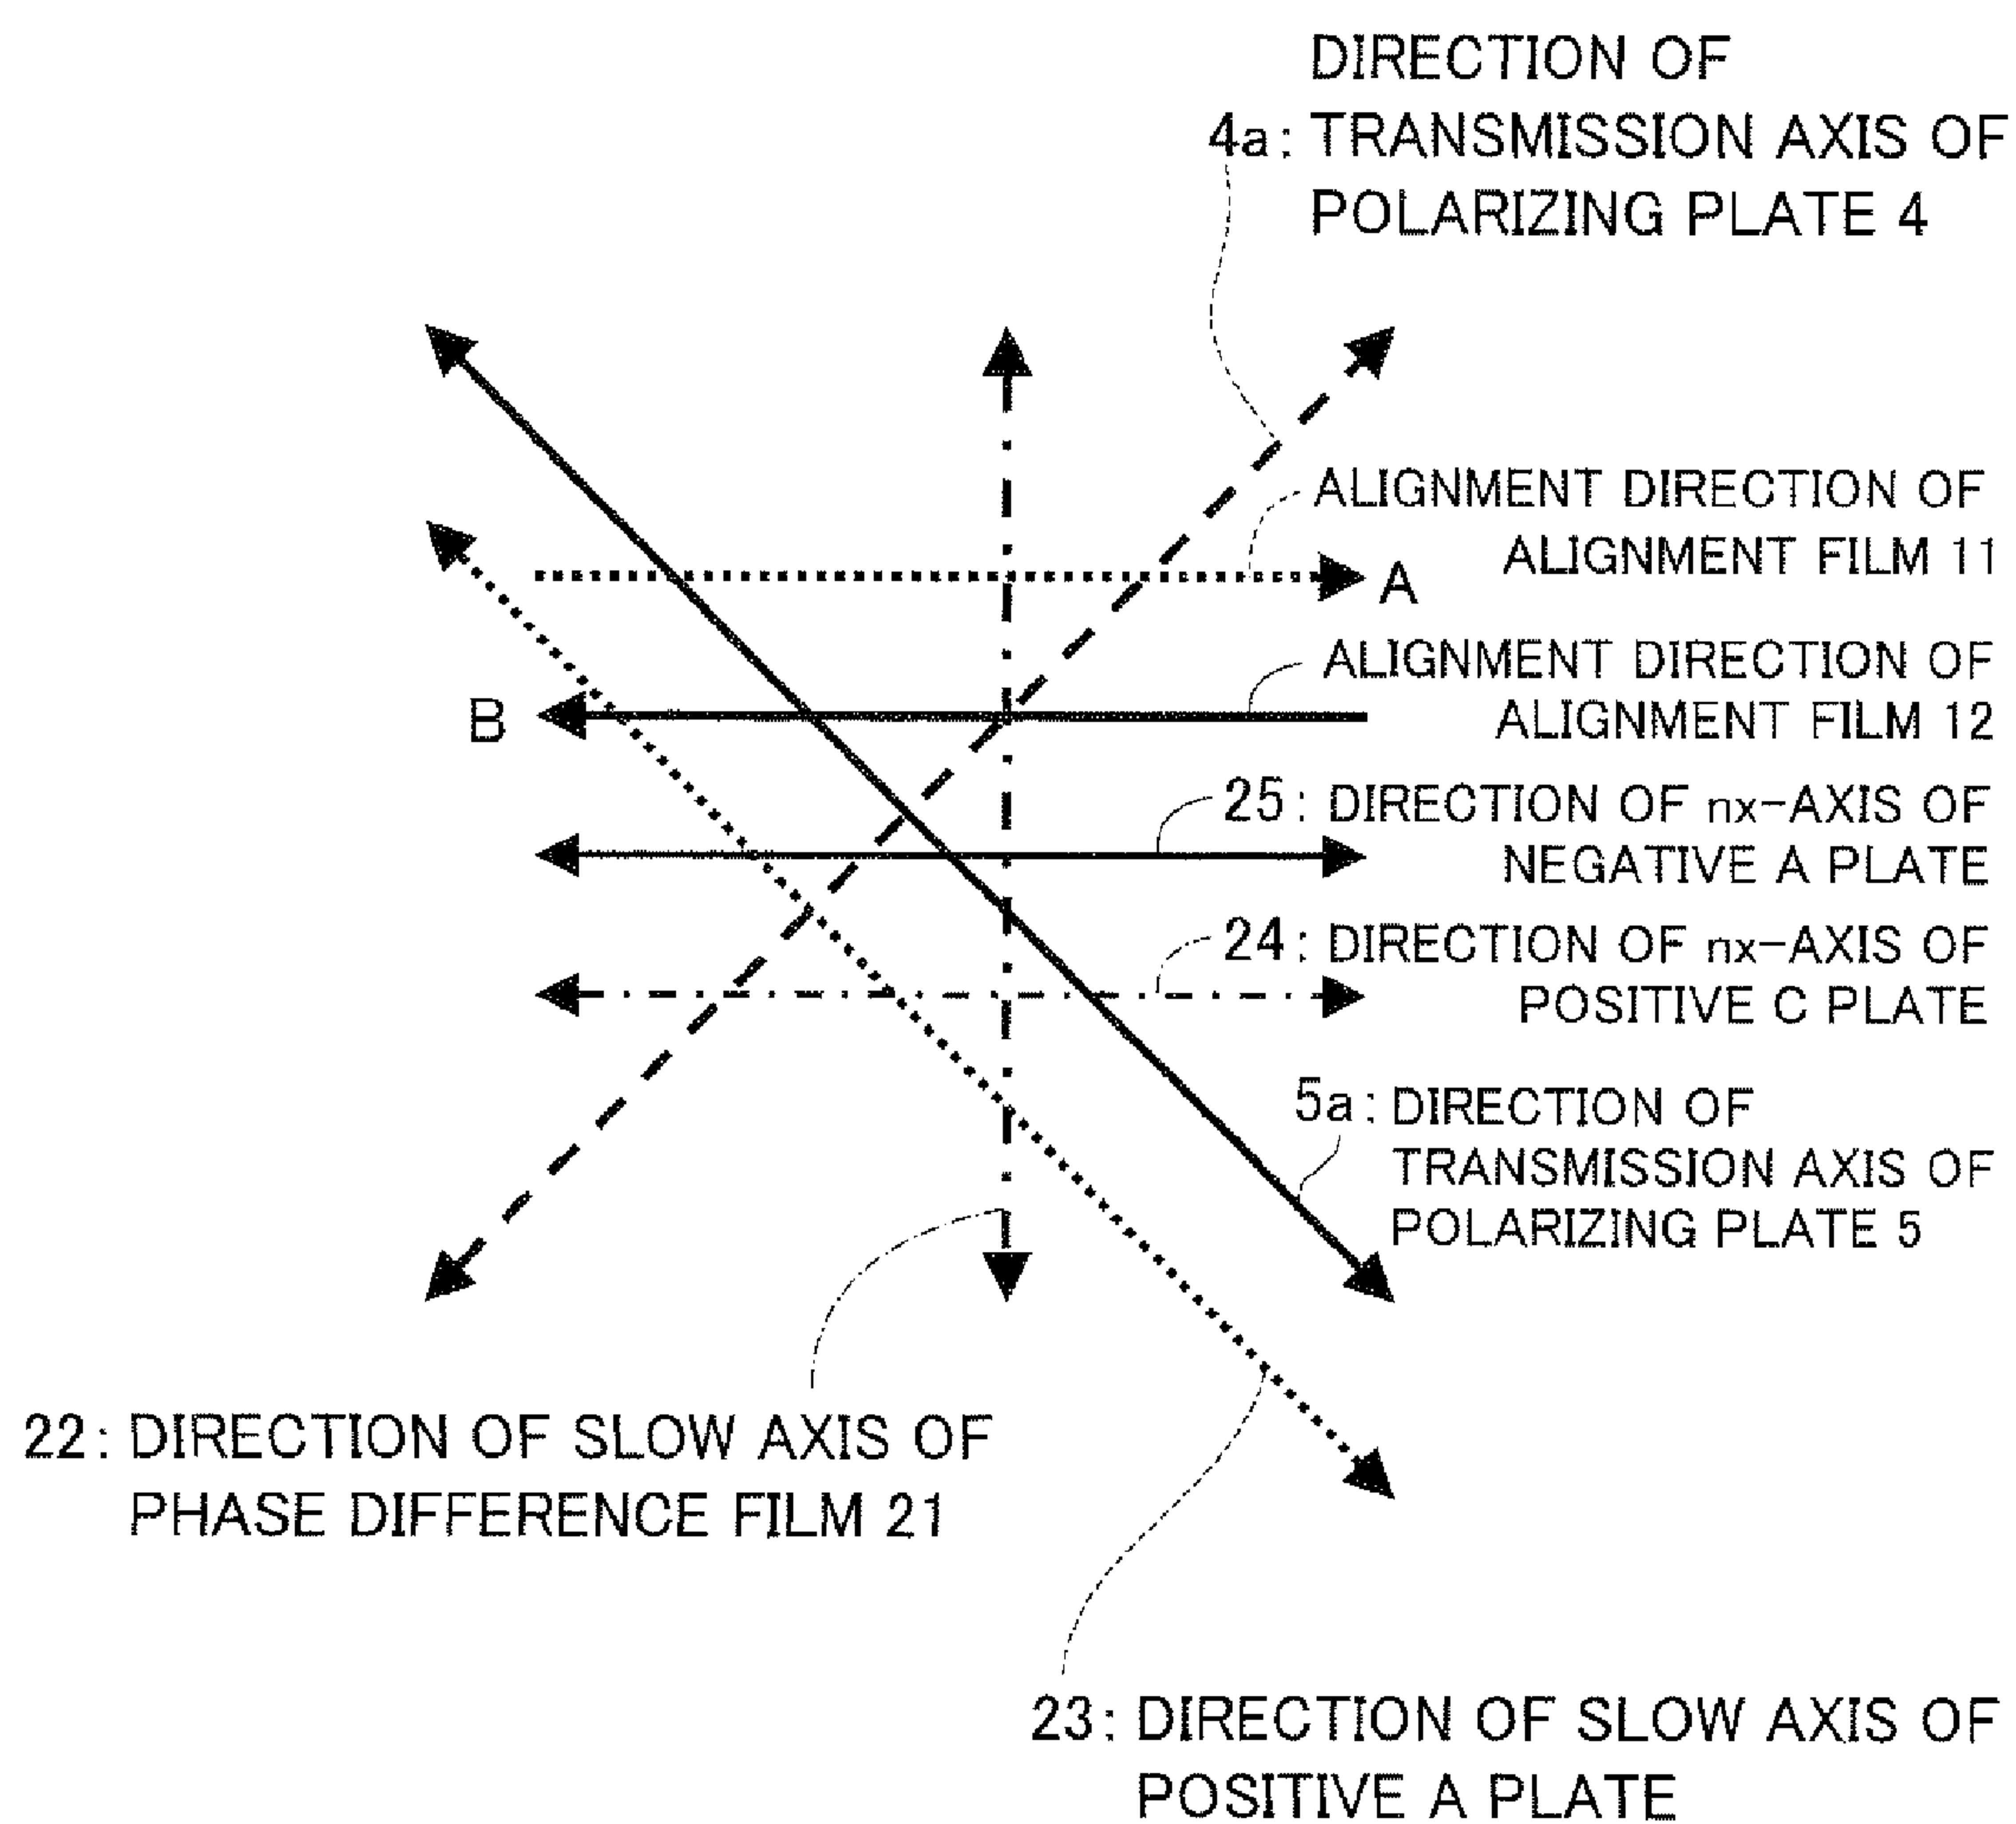 DIRECTION OF
4a: TRANSMISSION AXIS OF
POLARIZING PLATE 4
ALIGNMENT DIRECTION OF
ALIGNMENT FILM 11
A
ALIGNMENT DIRECTION OF
ALIGNMENT FILM 12
B
25: DIRECTION OF nx-AXIS OF
NEGATIVE A PLATE
24: DIRECTION OF nx-AXIS OF
POSITIVE C PLATE
5a: DIRECTION OF
TRANSMISSION AXIS OF
POLARIZING PLATE 5
22: DIRECTION OF SLOW AXIS OF
PHASE DIFFERENCE FILM 21
23: DIRECTION OF SLOW AXIS OF
POSITIVE A PLATE